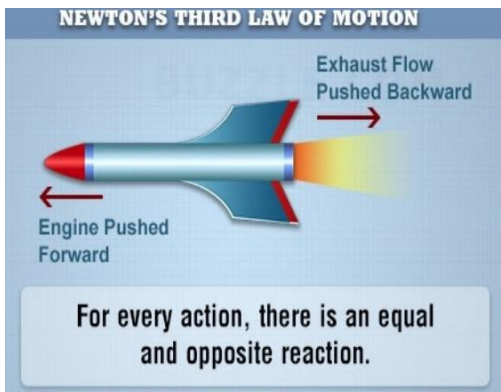 NEWTON'S THIRD LAW OF MOTION
Exhaust Flow
Pushed Backward
Engine Pushed
Forward
For every action, there is an equal
and opposite reaction.